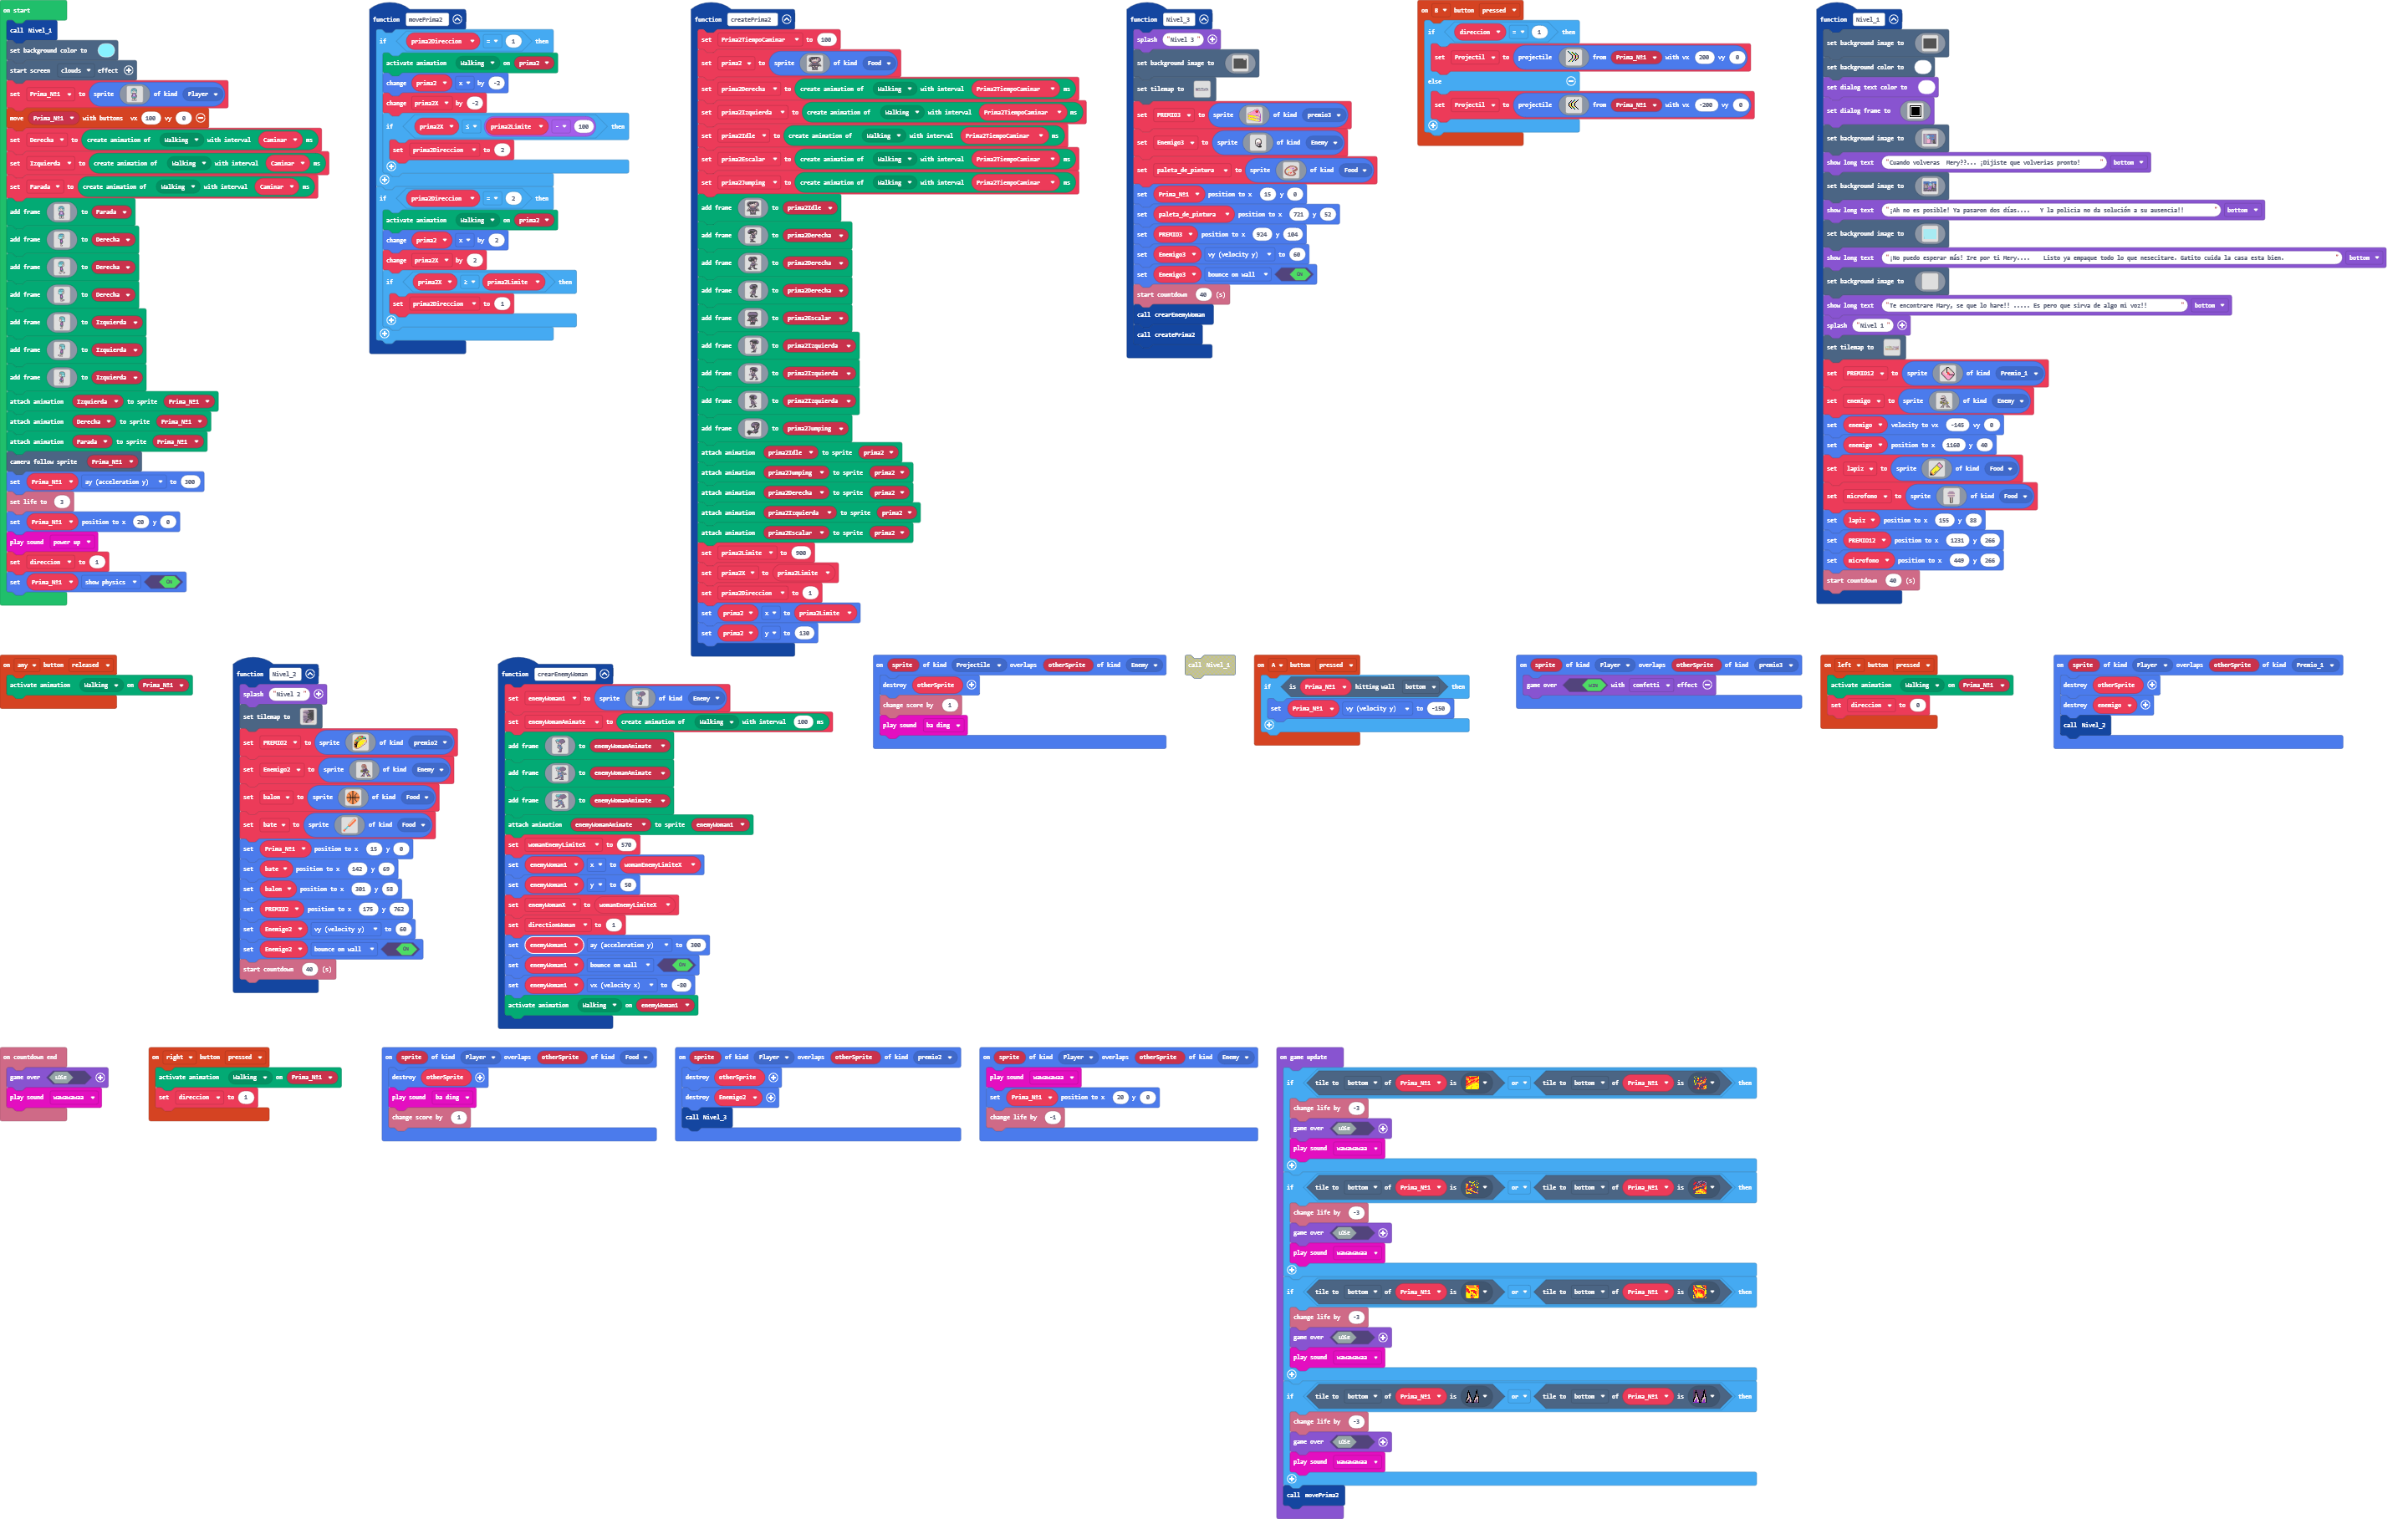 on start
call Nivel_1
set background color to
start screen clouds effect
set Prima_Nº1 to sprite of kind Player
move Prima_Nº1 with buttons vx 100 vy 0
set Derecha to create animation of Walking with interval Caminar ms
set Izquierda to create animation of Walking with interval Caminar ms
set Parada to create animation of Walking with interval Caminar ms
add frame to Parada
add frame to Derecha
add frame to Derecha
add frame to Derecha
add frame to Izquierda
add frame to Izquierda
add frame to Izquierda
attach animation Izquierda to sprite Prima_Nº1
attach animation Derecha to sprite Prima_Nº1
attach animation Parada to sprite Prima_Nº1
camera follow sprite Prima_Nº1
set Prima_Nº1 ay (acceleration y) to 300
set life to 3
set Prima_Nº1 position to x 20 y 0
play sound power up
set direccion to 1
set Prima_Nº1 show physics ON
function movePrima2
if prima2Direccion = 1 then
activate animation Walking on prima2
change prima2 x by -2
change prima2X by -2
if prima2X ≤ prima2Limite - 100 then
set prima2Direccion to 2
if prima2Direccion = 2 then
activate animation Walking on prima2
change prima2 x by 2
change prima2X by 2
if prima2X ≥ prima2Limite then
set prima2Direccion to 1
function createPrima2
set Prima2TiempoCaminar to 100
set prima2 to sprite of kind Food
set prima2Derecha to create animation of Walking with interval Prima2TiempoCaminar ms
set prima2Izquierda to create animation of Walking with interval Prima2TiempoCaminar ms
set prima2Idle to create animation of Walking with interval Prima2TiempoCaminar ms
set prima2Escalar to create animation of Walking with interval Prima2TiempoCaminar ms
set prima2Jumping to create animation of Walking with interval Prima2TiempoCaminar ms
add frame to prima2Idle
add frame to prima2Derecha
add frame to prima2Derecha
add frame to prima2Derecha
add frame to prima2Escalar
add frame to prima2Izquierda
add frame to prima2Izquierda
add frame to prima2Izquierda
add frame to prima2Jumping
attach animation prima2Idle to sprite prima2
attach animation prima2Jumping to sprite prima2
attach animation prima2Derecha to sprite prima2
attach animation prima2Izquierda to sprite prima2
attach animation prima2Escalar to sprite prima2
set prima2Limite to 900
set prima2X to prima2Limite
set prima2Direccion to 1
set prima2 x to prima2Limite
set prima2 y to 130
function Nivel_3
splash "Nivel 3 "
set background image to
set tilemap to
set PREMIO3 to sprite of kind premio3
set Enemigo3 to sprite of kind Enemy
set paleta_de_pintura to sprite of kind Food
set Prima_Nº1 position to x 15 y 0
set paleta_de_pintura position to x 721 y 52
set PREMIO3 position to x 924 y 104
set Enemigo3 vy (velocity y) to 60
set Enemigo3 bounce on wall ON
start countdown 40 (s)
call crearEnemyWoman
call createPrima2
on B button pressed
if direccion = 1 then
set Projectil to projectile from Prima_Nº1 with vx 200 vy 0
else
set Projectil to projectile from Prima_Nº1 with vx -200 vy 0
function Nivel_1
set background image to
set background color to
set dialog text color to
set dialog frame to
set background image to
show long text "Cuando volveras Mery??... ¡Dijiste que volverias pronto! " bottom
set background image to
show long text "¡Ah no es posible! Ya pasaron dos días.... Y la policia no da solución a su ausencia!! " bottom
set background image to
show long text "¡No puedo esperar más! Ire por ti Mery.... Listo ya empaque todo lo que nesecitare. Gatito cuida la casa esta bien. " bottom
set background image to
show long text "Te encontrare Mary, se que lo hare!! ..... Es pero que sirva de algo mi voz!! " bottom
splash "Nivel 1 "
set tilemap to
set PREMIO12 to sprite of kind Premio_1
set enemigo to sprite of kind Enemy
set enemigo velocity to vx -145 vy 0
set enemigo position to x 1160 y 40
set lapiz to sprite of kind Food
set microfono to sprite of kind Food
set lapiz position to x 155 y 88
set PREMIO12 position to x 1231 y 266
set microfono position to x 449 y 266
start countdown 40 (s)
on any button released
activate animation Walking on Prima_Nº1
function Nivel_2
splash "Nivel 2 "
set tilemap to
set PREMIO2 to sprite of kind premio2
set Enemigo2 to sprite of kind Enemy
set balon to sprite of kind Food
set bate to sprite of kind Food
set Prima_Nº1 position to x 15 y 0
set bate position to x 142 y 69
set balon position to x 301 y 58
set PREMIO2 position to x 175 y 762
set Enemigo2 vy (velocity y) to 60
set Enemigo2 bounce on wall ON
start countdown 40 (s)
function crearEnemyWoman
set enemyWoman1 to sprite of kind Enemy
set enemyWomanAnimate to create animation of Walking with interval 100 ms
add frame to enemyWomanAnimate
add frame to enemyWomanAnimate
add frame to enemyWomanAnimate
attach animation enemyWomanAnimate to sprite enemyWoman1
set womanEnemyLimiteX to 570
set enemyWoman1 x to womanEnemyLimiteX
set enemyWoman1 y to 50
set enemyWomanX to womanEnemyLimiteX
set directionWoman to 1
set enemyWoman1 ay (acceleration y) to 300
set enemyWoman1 bounce on wall ON
set enemyWoman1 vx (velocity x) to -80
activate animation Walking on enemyWoman1
on sprite of kind Projectile overlaps otherSprite of kind Enemy
destroy otherSprite
change score by 1
play sound ba ding
call Nivel_1
on A button pressed
if is Prima_Nº1 hitting wall bottom then
set Prima_Nº1 vy (velocity y) to -150
on sprite of kind Player overlaps otherSprite of kind premio3
game over WIN with confetti effect
on left button pressed
activate animation Walking on Prima_Nº1
set direccion to 0
on sprite of kind Player overlaps otherSprite of kind Premio_1
destroy otherSprite
destroy enemigo
call Nivel_2
on countdown end
game over LOSE
play sound wawawawaa
on right button pressed
activate animation Walking on Prima_Nº1
set direccion to 1
on sprite of kind Player overlaps otherSprite of kind Food
destroy otherSprite
play sound ba ding
change score by 1
on sprite of kind Player overlaps otherSprite of kind premio2
destroy otherSprite
destroy Enemigo2
call Nivel_3
on sprite of kind Player overlaps otherSprite of kind Enemy
play sound wawawawaa
set Prima_Nº1 position to x 20 y 0
change life by -1
on game update
if tile to bottom of Prima_Nº1 is or tile to bottom of Prima_Nº1 is then
change life by -3
game over LOSE
play sound wawawawaa
if tile to bottom of Prima_Nº1 is or tile to bottom of Prima_Nº1 is then
change life by -3
game over LOSE
play sound wawawawaa
if tile to bottom of Prima_Nº1 is or tile to bottom of Prima_Nº1 is then
change life by -3
game over LOSE
play sound wawawawaa
if tile to bottom of Prima_Nº1 is or tile to bottom of Prima_Nº1 is then
change life by -3
game over LOSE
play sound wawawawaa
call movePrima2